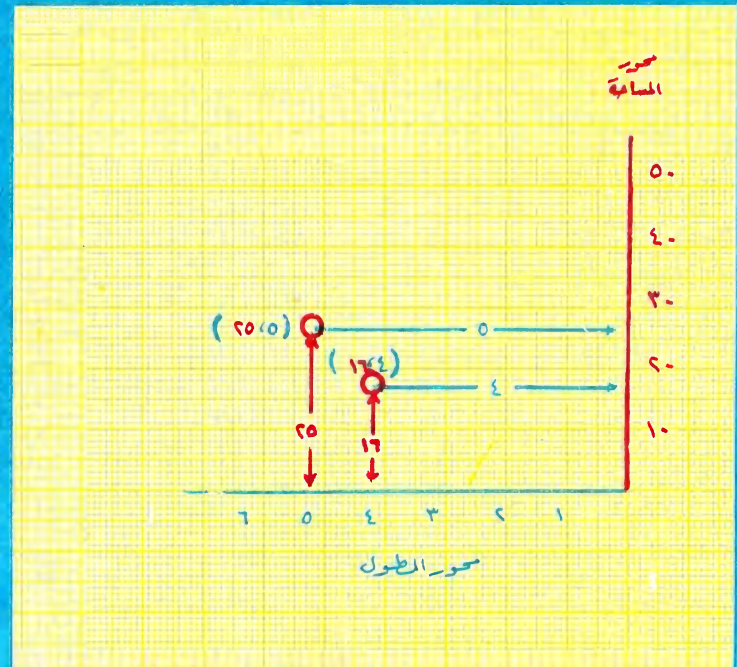 محور
المساحة
٥٠
٤٠
٣٠
(٥،٢٥)
٥
٢٠
(٤،١٦)
٤
١٠
٢٥
١٦
١ ٢ ٣ ٤ ٥ ٦
محور الطول